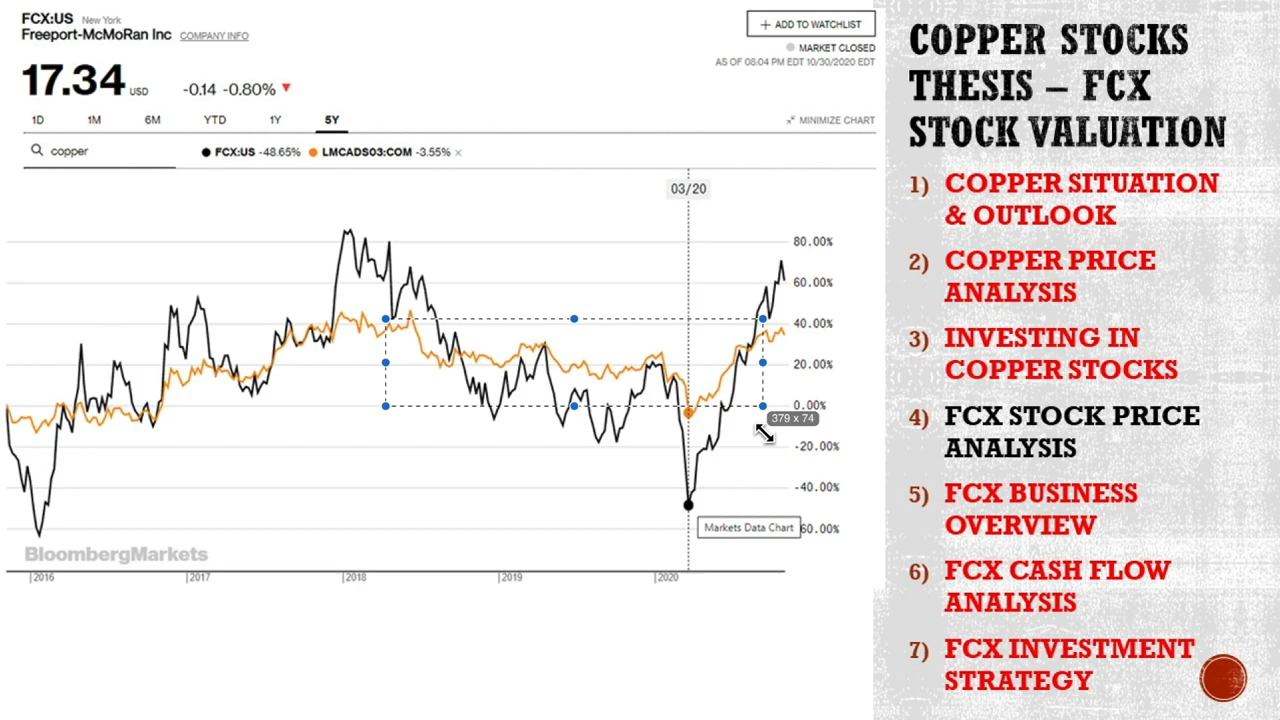 FCX:US New York
Freeport-McMoRan Inc COMPANY INFO
17.34 USD -0.14 -0.80%
+ ADD TO WATCHLIST
MARKET CLOSED
AS OF 08:04 PM EDT 10/30/2020 EDT
1D 1M 6M YTD 1Y 5Y
MINIMIZE CHART
copper
FCX:US -48.65% LMCADS03:COM -3.55% ×
03/20
80.00%
60.00%
40.00%
20.00%
0.00%
379 x 74
-20.00%
-40.00%
Markets Data Chart 60.00%
BloombergMarkets
2016 2017 2018 2019 2020
COPPER STOCKS
THESIS – FCX
STOCK VALUATION
1) COPPER SITUATION
& OUTLOOK
2) COPPER PRICE
ANALYSIS
3) INVESTING IN
COPPER STOCKS
4) FCX STOCK PRICE
ANALYSIS
5) FCX BUSINESS
OVERVIEW
6) FCX CASH FLOW
ANALYSIS
7) FCX INVESTMENT
STRATEGY